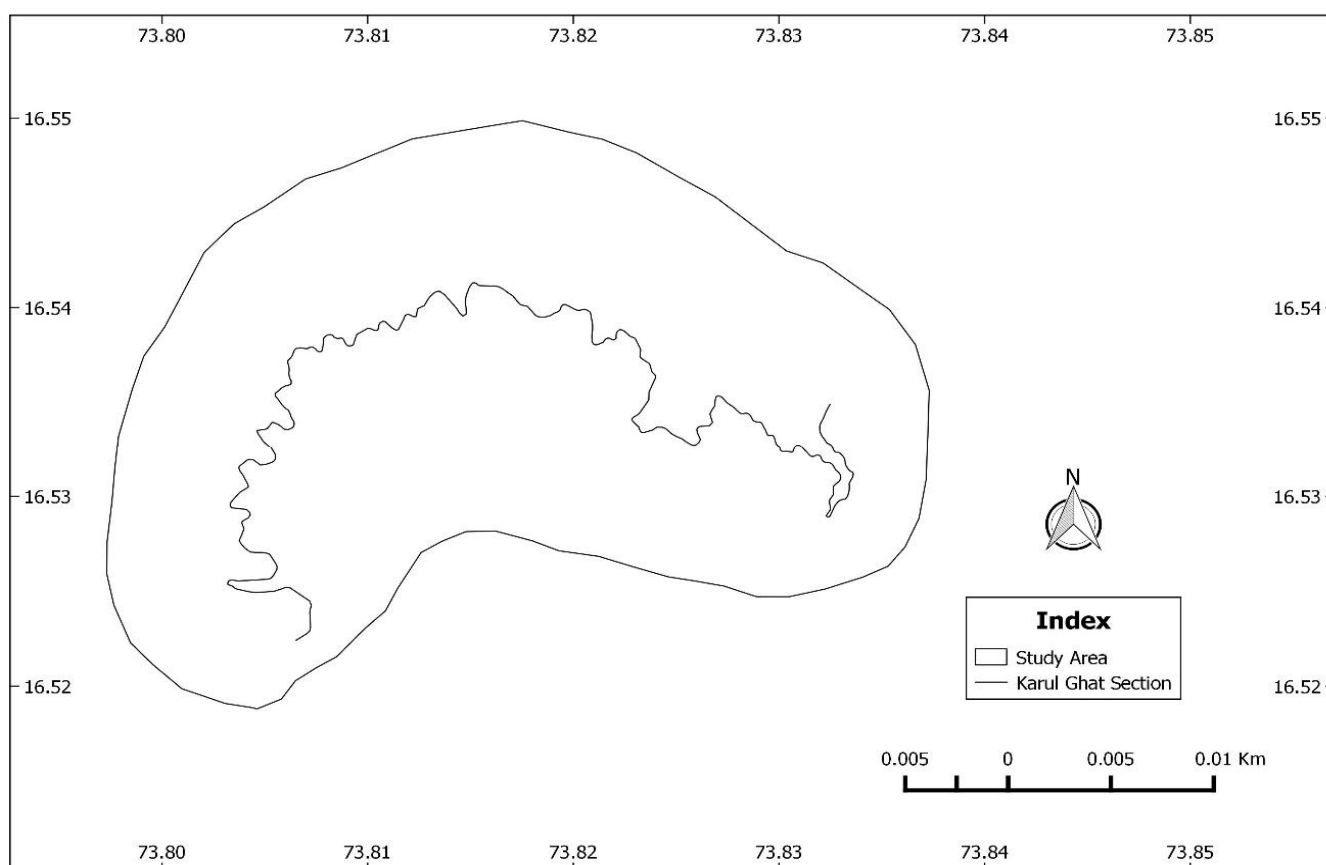 73.80 73.81 73.82 73.83 73.84 73.85
16.55 16.55
16.54 16.54
16.53 16.53
N
Index
Study Area
Karul Ghat Section
16.52 16.52
0.005 0 0.005 0.01 Km
73.80 73.81 73.82 73.83 73.84 73.85